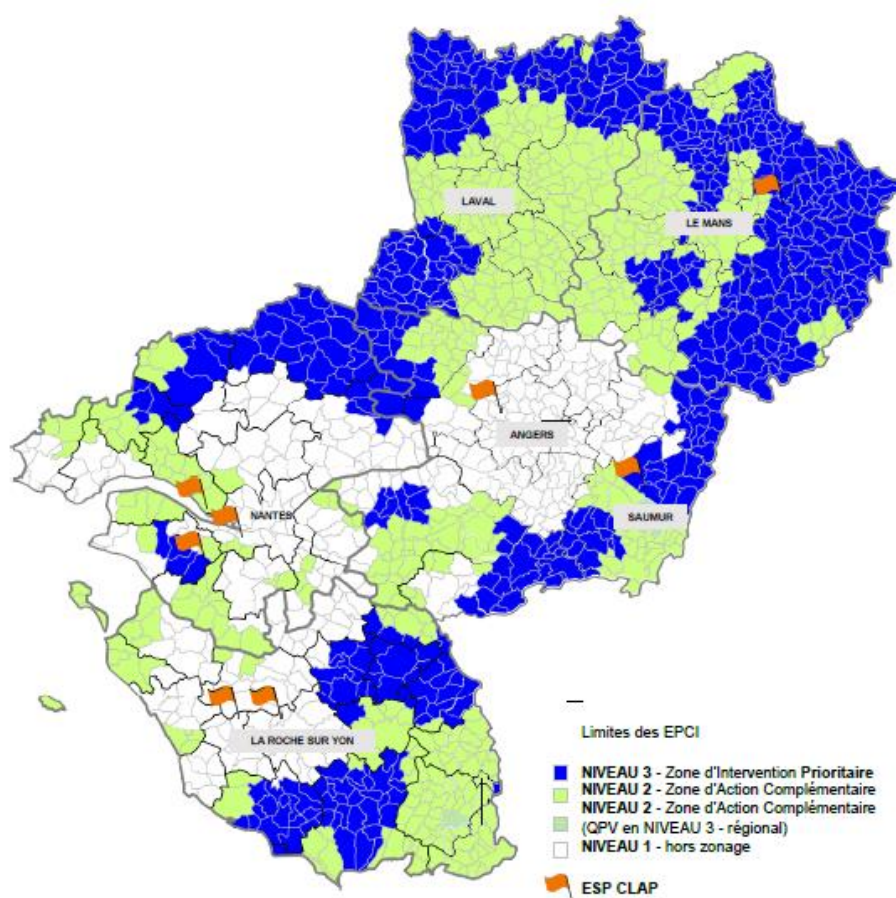 LAVAL
LE MANS
ANGERS
NANTES
SAUMUR
LA ROCHE SUR YON
Limites des EPCI
NIVEAU 3 - Zone d'Intervention Prioritaire
NIVEAU 2 - Zone d'Action Complémentaire
NIVEAU 2 - Zone d'Action Complémentaire
(QPV en NIVEAU 3 - régional)
NIVEAU 1 - hors zonage
ESP CLAP